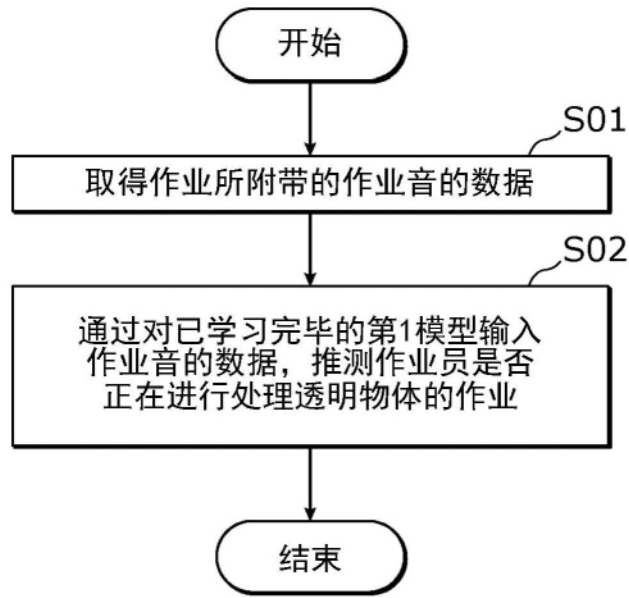 开始
S01
取得作业所附带的作业音的数据
S02
通过对已学习完毕的第1模型输入
作业音的数据，推测作业员是否
正在进行处理透明物体的作业
结束